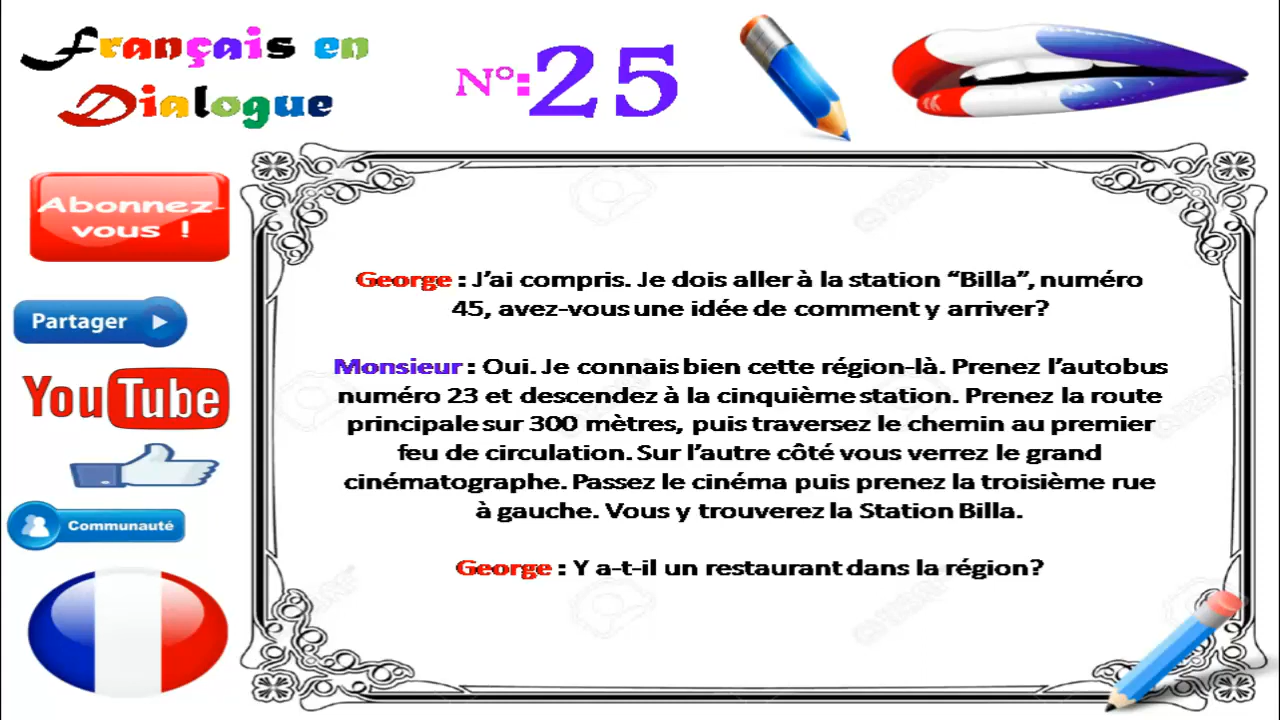 Français en
Dialogue
N°:25
Abonnez-
vous !
Partager
YouTube
Communauté
George : J’ai compris. Je dois aller à la station “Billa”, numéro
45, avez-vous une idée de comment y arriver?
Monsieur : Oui. Je connais bien cette région-là. Prenez l’autobus
numéro 23 et descendez à la cinquième station. Prenez la route
principale sur 300 mètres, puis traversez le chemin au premier
feu de circulation. Sur l’autre côté vous verrez le grand
cinématographe. Passez le cinéma puis prenez la troisième rue
à gauche. Vous y trouverez la Station Billa.
George : Y a-t-il un restaurant dans la région?